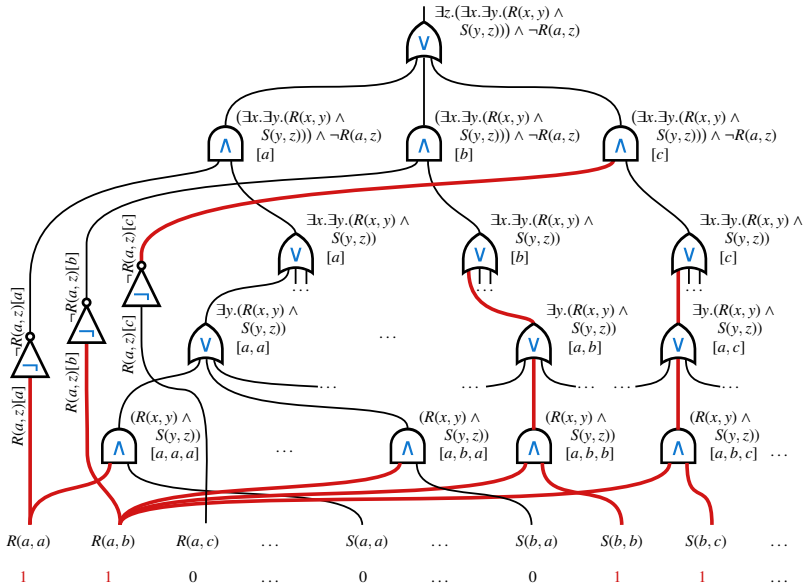 ∃z.(∃x.∃y.(R(x, y) ∧
S(y, z))) ∧ ¬R(a, z)
∨
(∃x.∃y.(R(x, y) ∧
S(y, z))) ∧ ¬R(a, z)
[a]
∧
(∃x.∃y.(R(x, y) ∧
S(y, z))) ∧ ¬R(a, z)
[b]
∧
(∃x.∃y.(R(x, y) ∧
S(y, z))) ∧ ¬R(a, z)
[c]
∧
∃x.∃y.(R(x, y) ∧
S(y, z))
[a]
∨
...
∃x.∃y.(R(x, y) ∧
S(y, z))
[b]
∨
...
∃x.∃y.(R(x, y) ∧
S(y, z))
[c]
∨
...
¬R(a, z)[a]
¬
R(a, z)[a]
¬R(a, z)[b]
¬
R(a, z)[b]
¬R(a, z)[c]
¬
R(a, z)[c]
∃y.(R(x, y) ∧
S(y, z))
[a, a]
∨
...
...
∃y.(R(x, y) ∧
S(y, z))
[a, b]
∨
... ...
∃y.(R(x, y) ∧
S(y, z))
[a, c]
∨
... ...
(R(x, y) ∧
S(y, z))
[a, a, a]
∧
...
(R(x, y) ∧
S(y, z))
[a, b, a]
∧
(R(x, y) ∧
S(y, z))
[a, b, b]
∧
(R(x, y) ∧
S(y, z))
[a, b, c]
∧
...
R(a, a) R(a, b) R(a, c) ... S(a, a) ... S(b, a) S(b, b) S(b, c) ...
1 1 0 ... 0 ... 0 1 1 ...